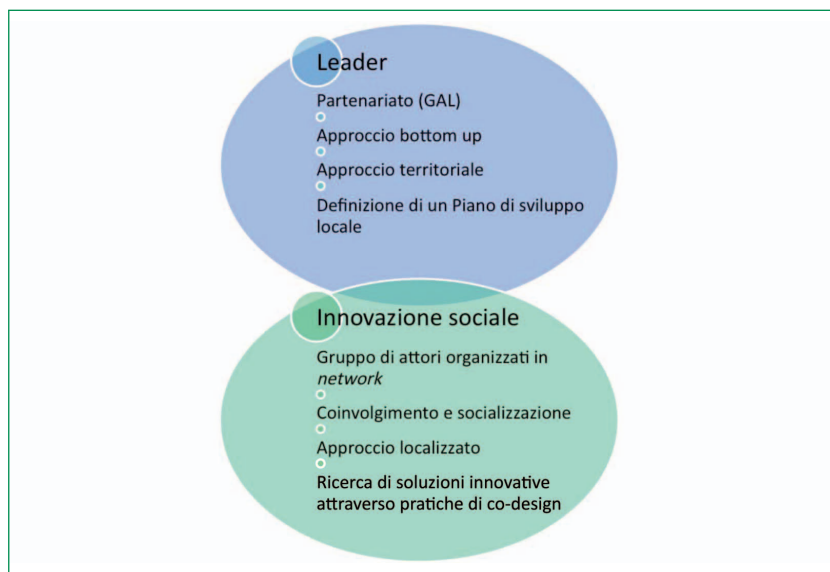 Leader
Partenariato (GAL)
Approccio bottom up
Approccio territoriale
Definizione di un Piano di sviluppo
locale
Innovazione sociale
Gruppo di attori organizzati in
network
Coinvolgimento e socializzazione
Approccio localizzato
Ricerca di soluzioni innovative
attraverso pratiche di co-design